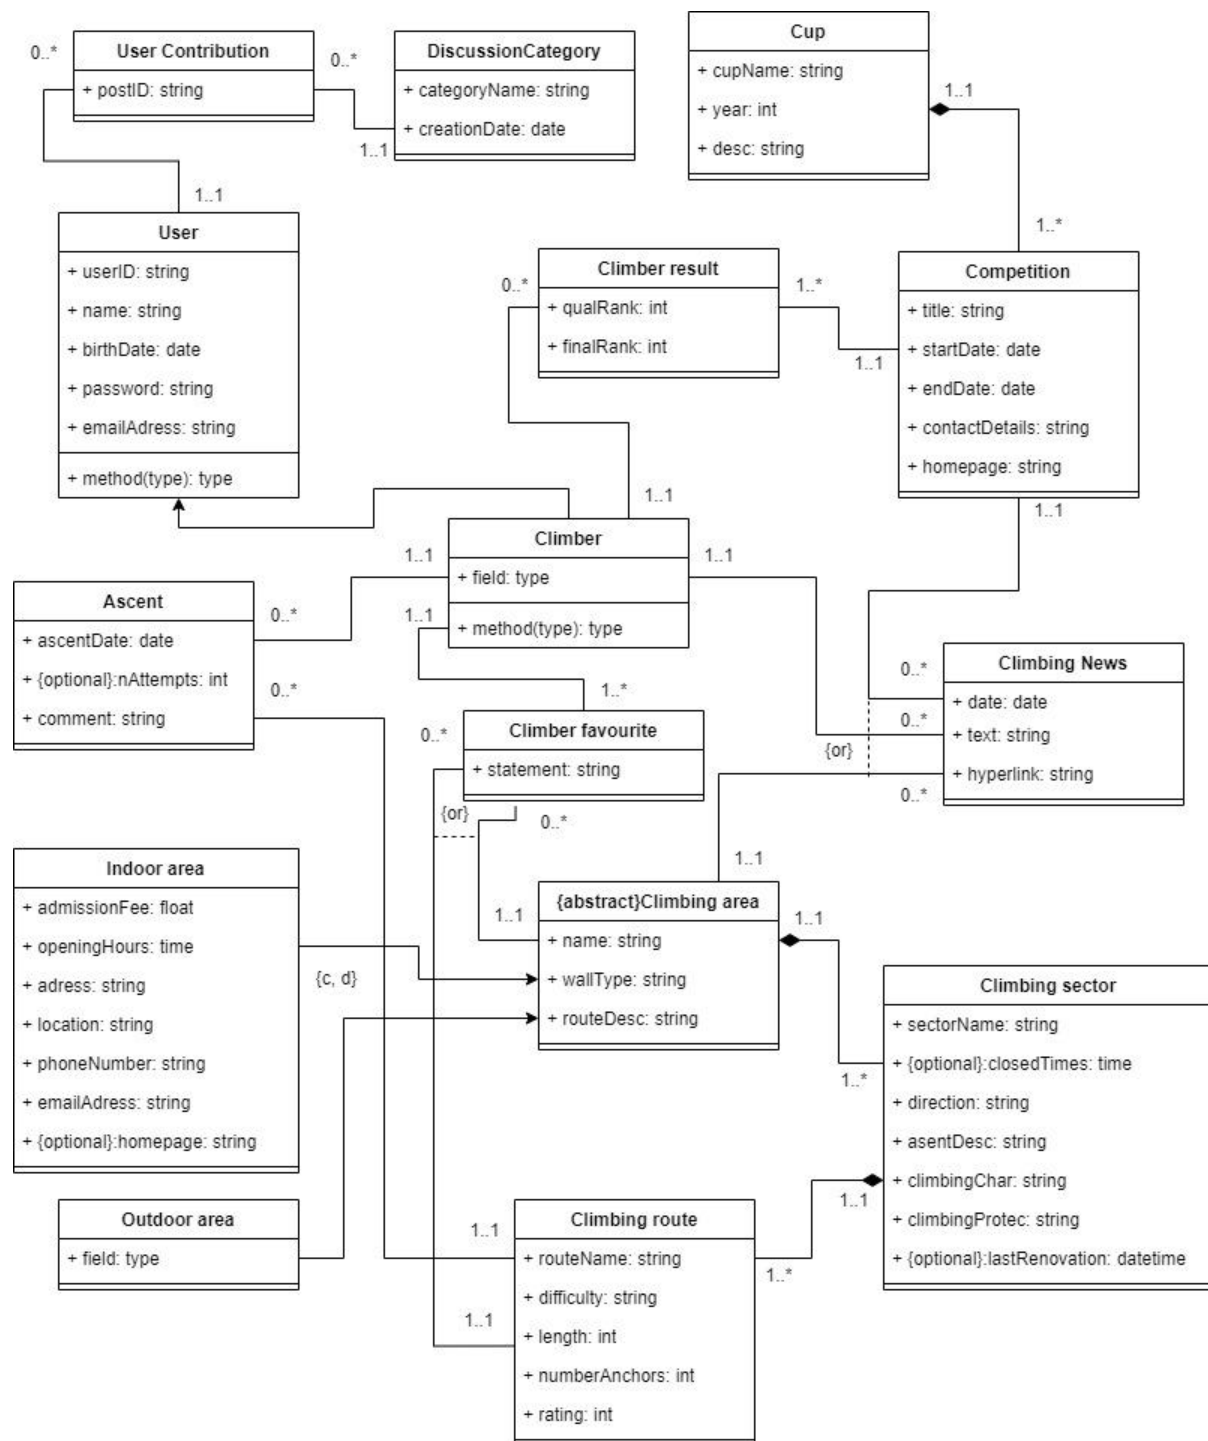 0..*
User Contribution
+ postID: string
0..*
DiscussionCategory
+ categoryName: string
+ creationDate: date
1..1
Cup
+ cupName: string
+ year: int
+ desc: string
1..1
1..*
1..1
User
+ userID: string
+ name: string
+ birthDate: date
+ password: string
+ emailAdress: string
+ method(type): type
0..*
Climber result
+ qualRank: int
+ finalRank: int
1..*
1..1
Competition
+ title: string
+ startDate: date
+ endDate: date
+ contactDetails: string
+ homepage: string
1..1
1..1
Climber
+ field: type
+ method(type): type
1..1
1..1
1..1
Ascent
+ ascentDate: date
+ {optional}:nAttempts: int
+ comment: string
0..*
0..*
1..*
Climber favourite
+ statement: string
0..*
{or}
0..*
Climbing News
+ date: date
+ text: string
+ hyperlink: string
0..*
0..*
{or}
0..*
1..1
Indoor area
+ admissionFee: float
+ openingHours: time
+ adress: string
+ location: string
+ phoneNumber: string
+ emailAdress: string
+ {optional}:homepage: string
{c, d}
1..1
{abstract}Climbing area
+ name: string
+ wallType: string
+ routeDesc: string
1..1
1..*
Climbing sector
+ sectorName: string
+ {optional}:closedTimes: time
+ direction: string
+ asentDesc: string
+ climbingChar: string
+ climbingProtec: string
+ {optional}:lastRenovation: datetime
1..1
Outdoor area
+ field: type
1..1
1..1
Climbing route
+ routeName: string
+ difficulty: string
+ length: int
+ numberAnchors: int
+ rating: int
1..*